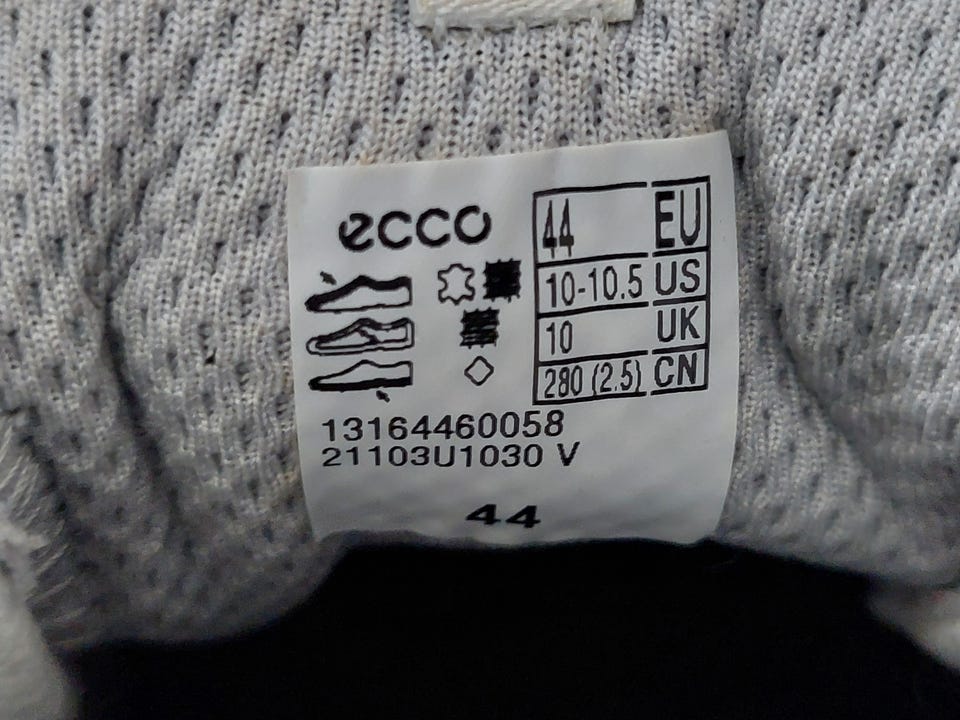 ecco
44 EU
10-10.5 US
10 UK
280 (2.5) CN
13164460058
21103U1030 V
44